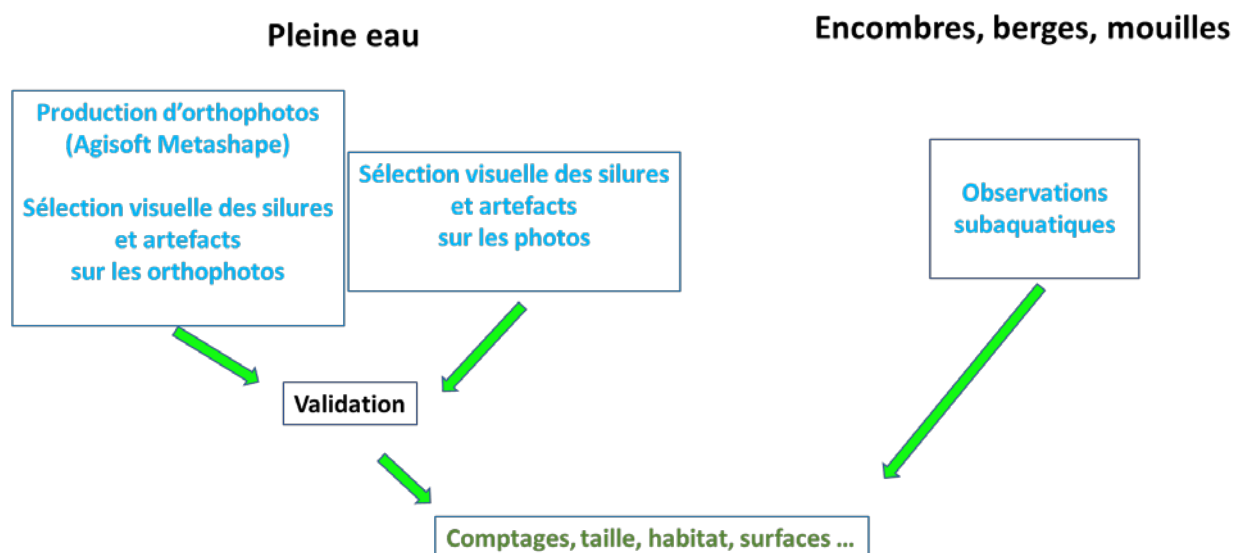 Pleine eau
Encombres, berges, mouilles
Production d’orthophotos
(Agisoft Metashape)
Sélection visuelle des silures
et artefacts
sur les orthophotos
Sélection visuelle des silures
et artefacts
sur les photos
Observations
subaquatiques
Validation
Comptages, taille, habitat, surfaces ...